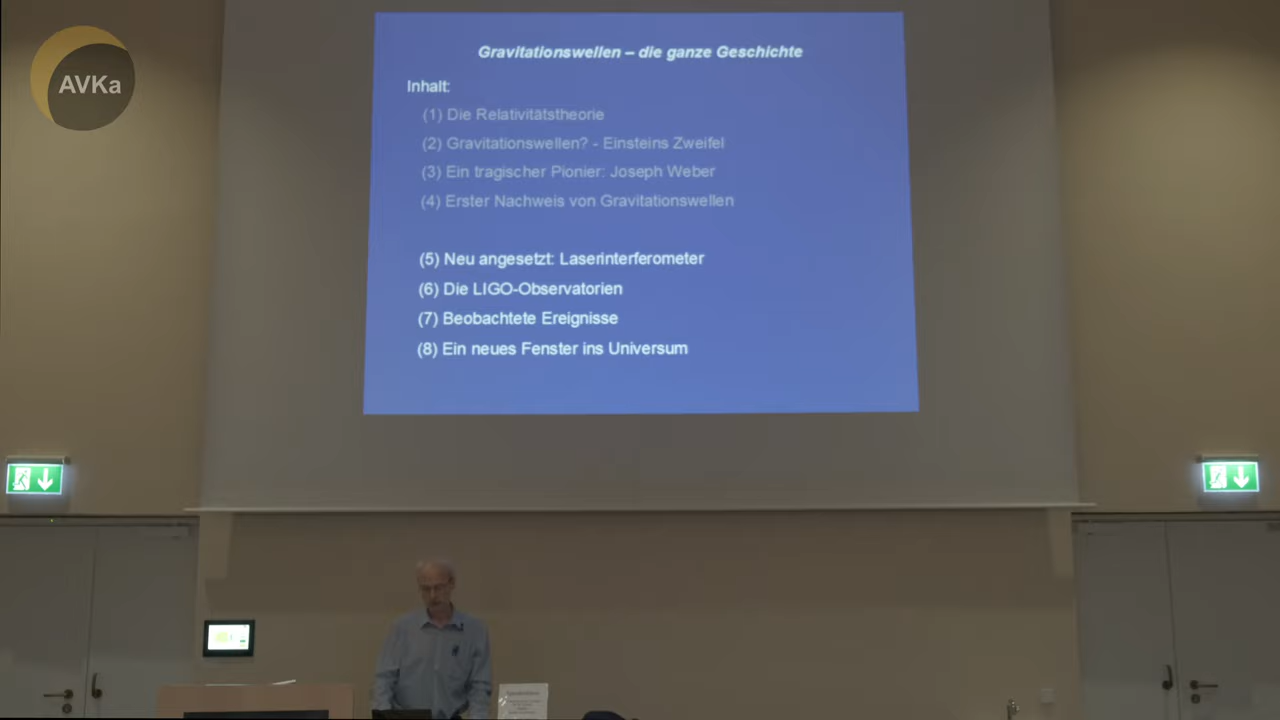 AVKa
Gravitationswellen – die ganze Geschichte
Inhalt:
(1) Die Relativitätstheorie
(2) Gravitationswellen? - Einsteins Zweifel
(3) Ein tragischer Pionier: Joseph Weber
(4) Erster Nachweis von Gravitationswellen
(5) Neu angesetzt: Laserinterferometer
(6) Die LIGO-Observatorien
(7) Beobachtete Ereignisse
(8) Ein neues Fenster ins Universum